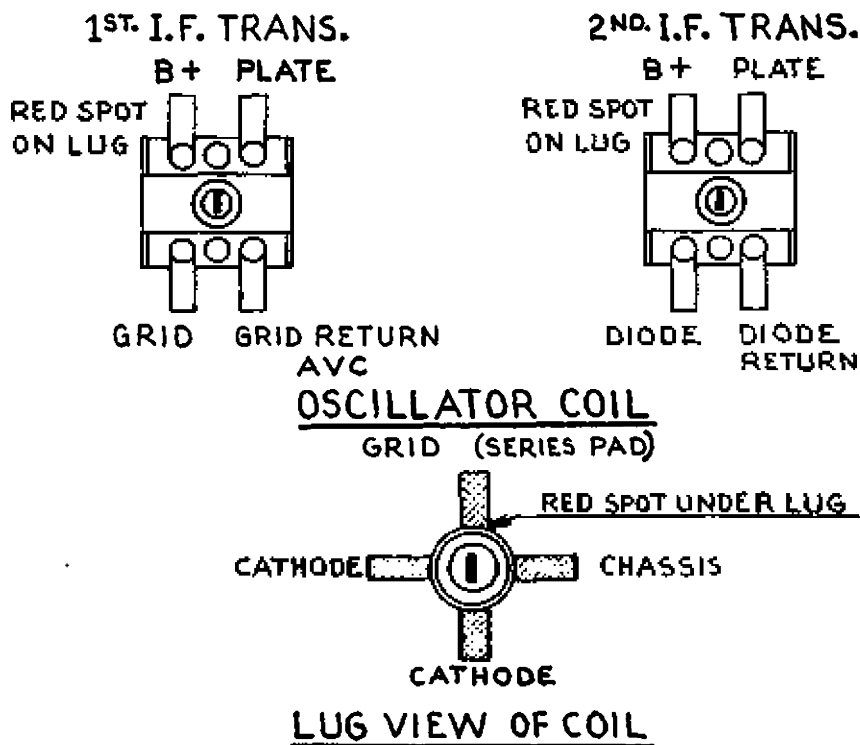 1ST. I.F. TRANS.
B+ PLATE
RED SPOT
ON LUG
GRID GRID RETURN
AVC
2ND. I.F. TRANS.
B+ PLATE
RED SPOT
ON LUG
DIODE DIODE
RETURN
OSCILLATOR COIL
GRID (SERIES PAD)
RED SPOT UNDER LUG
CATHODE CHASSIS
CATHODE
LUG VIEW OF COIL